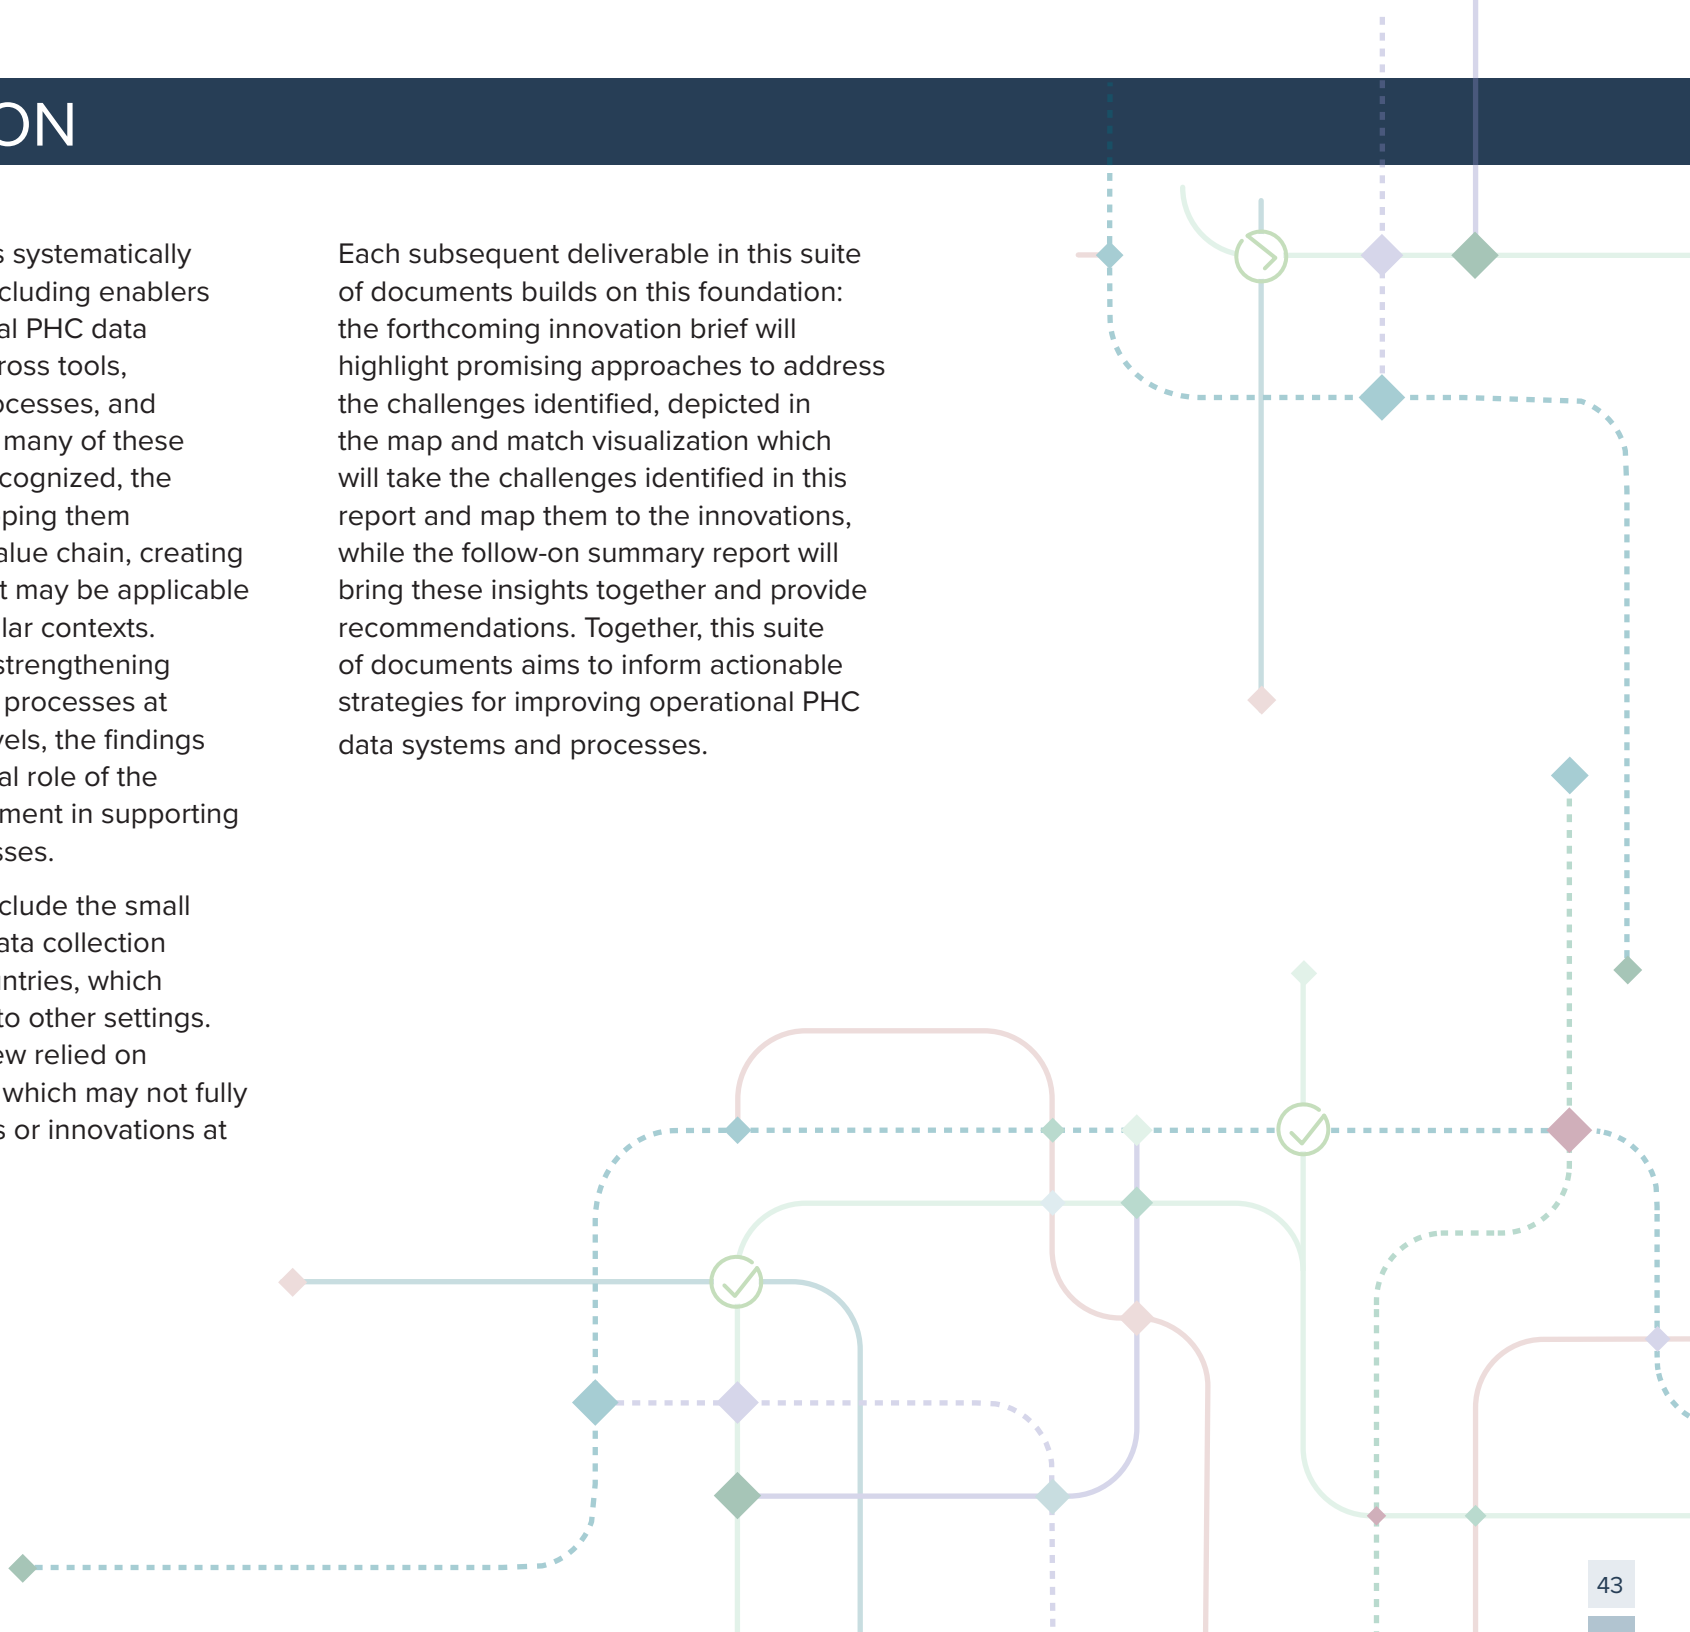 ON
s systematically
cluding enablers
al PHC data
ross tools,
ocesses, and
many of these
cognized, the
ping them
alue chain, creating
t may be applicable
lar contexts.
strengthening
processes at
vels, the findings
al role of the
ment in supporting
sses.
clude the small
ata collection
ntries, which
to other settings.
ew relied on
which may not fully
s or innovations at
Each subsequent deliverable in this suite
of documents builds on this foundation:
the forthcoming innovation brief will
highlight promising approaches to address
the challenges identified, depicted in
the map and match visualization which
will take the challenges identified in this
report and map them to the innovations,
while the follow-on summary report will
bring these insights together and provide
recommendations. Together, this suite
of documents aims to inform actionable
strategies for improving operational PHC
data systems and processes.
43